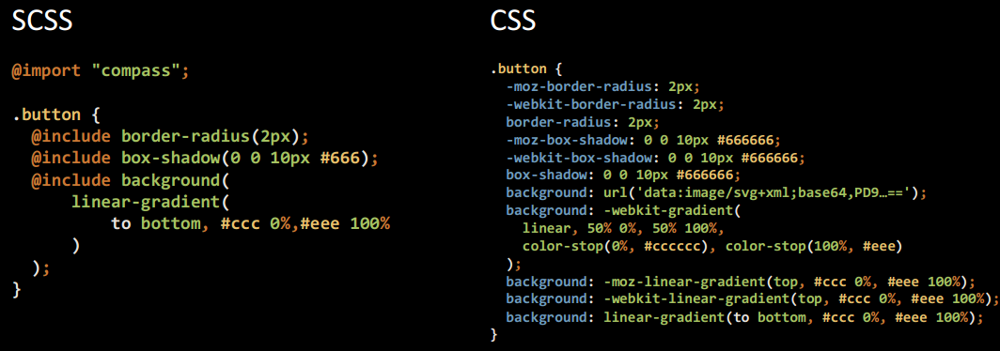 SCSS
@import "compass";
.button {
@include border-radius(2px);
@include box-shadow(0 0 10px #666);
@include background(
linear-gradient(
to bottom, #ccc 0%,#eee 100%
)
);
}
CSS
.button {
-moz-border-radius: 2px;
-webkit-border-radius: 2px;
border-radius: 2px;
-moz-box-shadow: 0 0 10px #666666;
-webkit-box-shadow: 0 0 10px #666666;
box-shadow: 0 0 10px #666666;
background: url('data:image/svg+xml;base64,PD9…==');
background: -webkit-gradient(
linear, 50% 0%, 50% 100%,
color-stop(0%, #cccccc), color-stop(100%, #eee)
);
background: -moz-linear-gradient(top, #ccc 0%, #eee 100%);
background: -webkit-linear-gradient(top, #ccc 0%, #eee 100%);
background: linear-gradient(to bottom, #ccc 0%, #eee 100%);
}